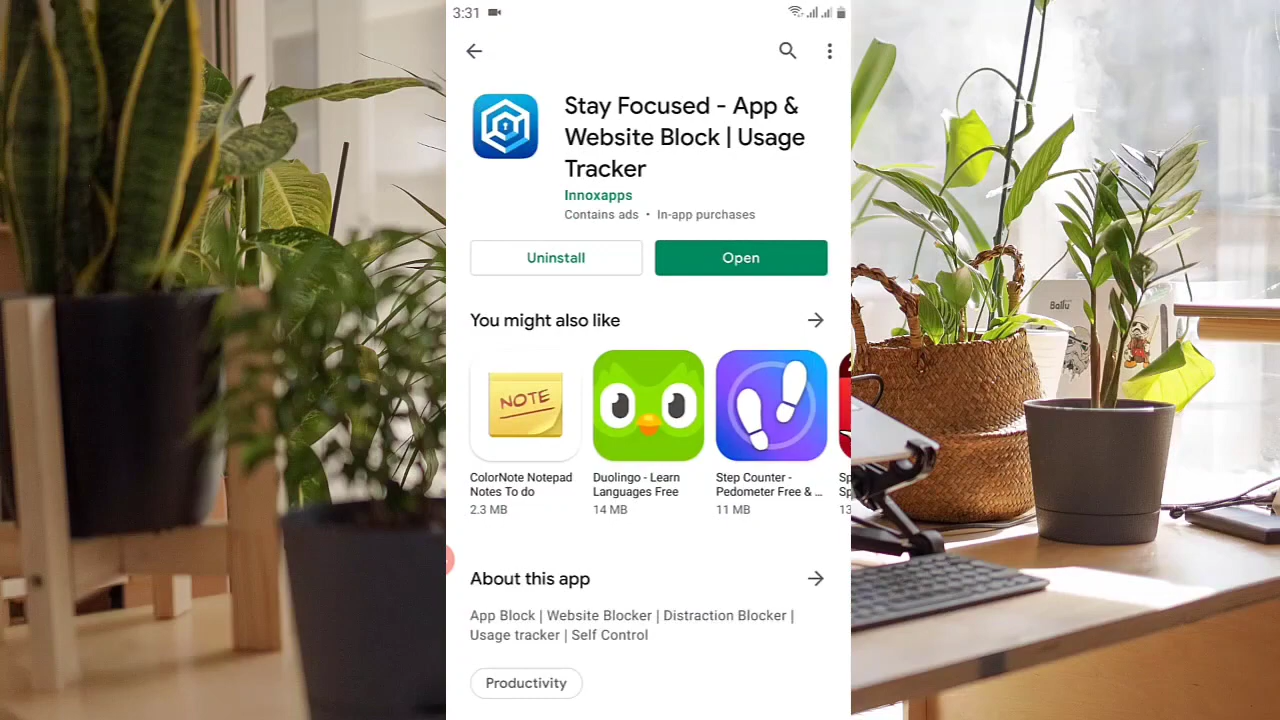 3:31
Stay Focused - App &
Website Block | Usage
Tracker
Innoxapps
Contains ads • In-app purchases
Uninstall
Open
You might also like
NOTE
ColorNote Notepad
Notes To do
2.3 MB
Duolingo - Learn
Languages Free
14 MB
Step Counter -
Pedometer Free & ...
11 MB
About this app
App Block | Website Blocker | Distraction Blocker |
Usage tracker | Self Control
Productivity